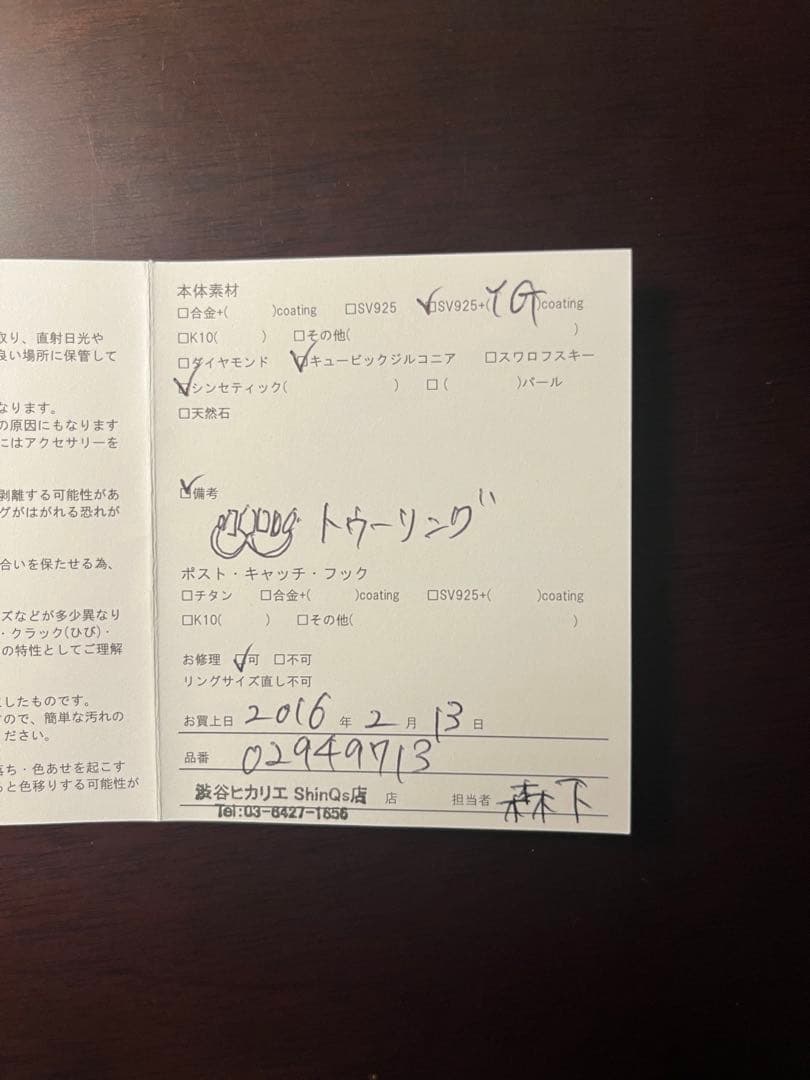 取り、直射日光や
良い場所に保管して
なります。
の原因にもなります
にはアクセサリーを
剥離する可能性があ
グがはがれる恐れが
合いを保たせる為、
ズなどが多少異なり
・クラック(ひび)・
の特性としてご理解
したものです。
ので、簡単な汚れの
ください。
落ち・色あせを起こす
ると色移りする可能性が
本体素材
□合金+( )coating □SV925 □SV925+(YG)coating
□K10( ) □その他( )
□ダイヤモンド □キュービックジルコニア □スワロフスキー
□シンセティック( ) □( )パール
□天然石
□備考
トゥーリング
ポスト・キャッチ・フック
□チタン □合金+( )coating □SV925+( )coating
□K10( ) □その他( )
お修理 □可 □不可
リングサイズ直し不可
お買上日 2016 年 2 月 13 日
品番 02949713
渋谷ヒカリエ ShinQs店 店 担当者 森下
Tel:03-6427-1656